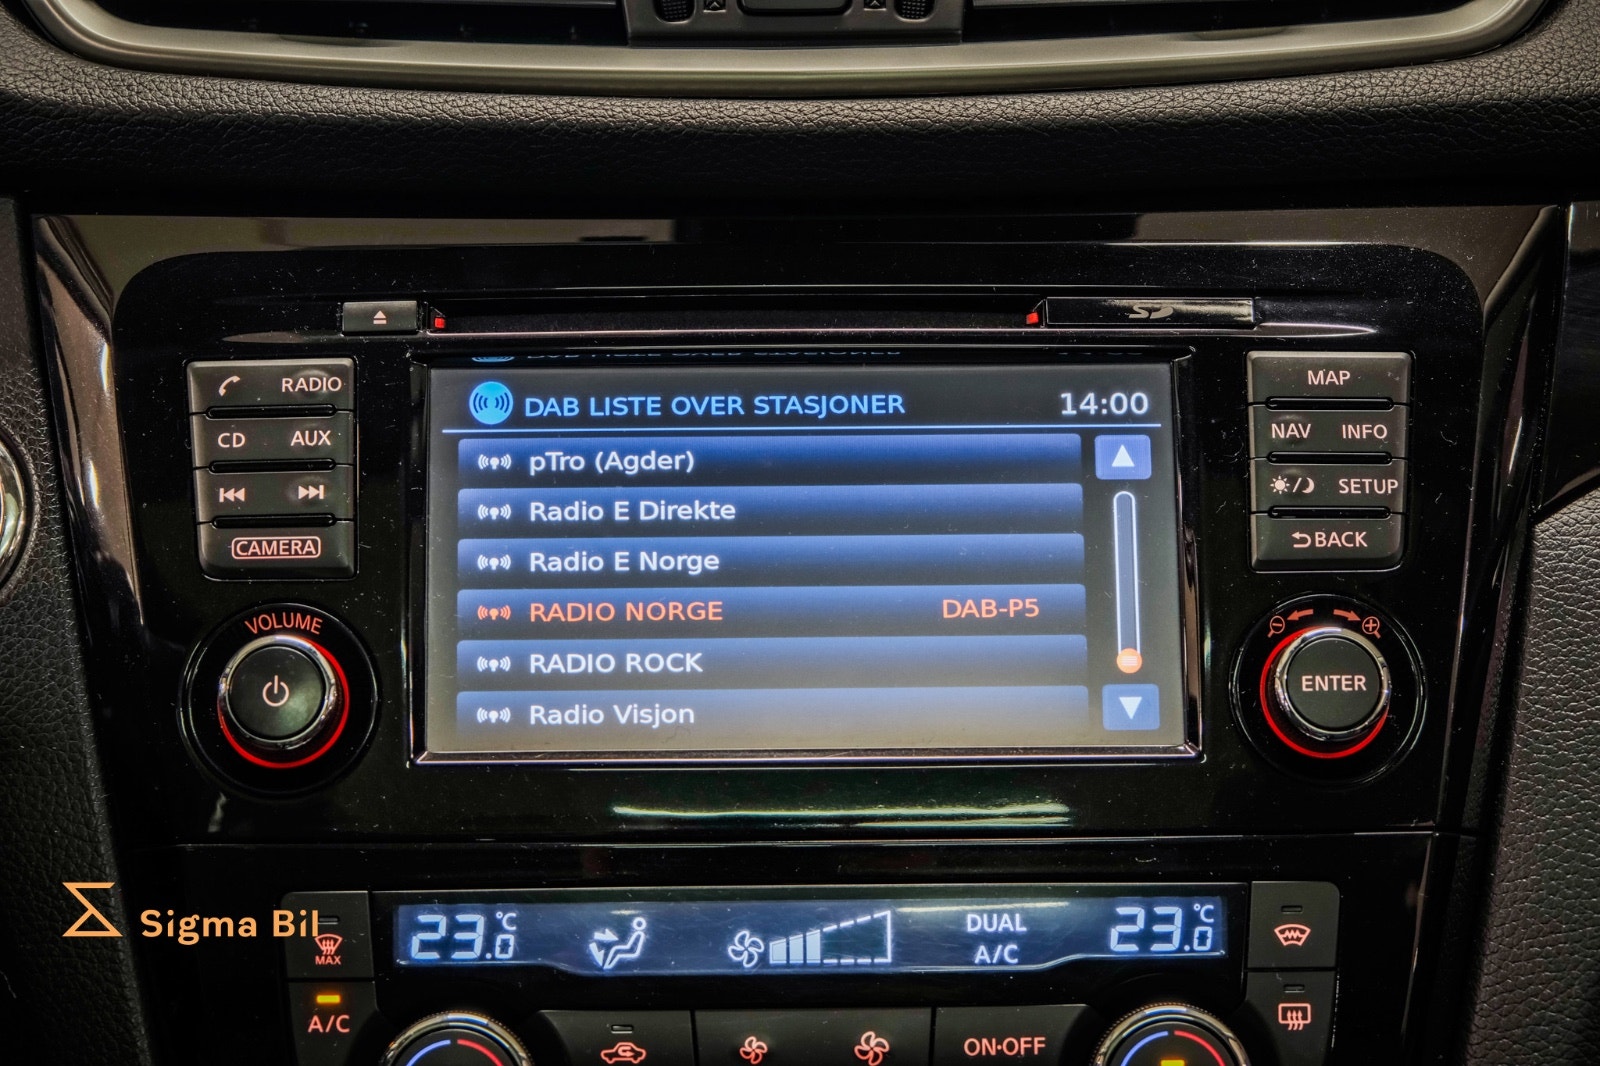 SD
RADIO
CD AUX
CAMERA
VOLUME
DAB LISTE OVER STASJONER 14:00
pTro (Agder)
Radio E Direkte
Radio E Norge
RADIO NORGE DAB-P5
RADIO ROCK
Radio Visjon
MAP
NAV INFO
SETUP
BACK
ENTER
Sigma Bil
MAX
A/C
23.0 °C
DUAL
A/C
23.0 °C
ON·OFF